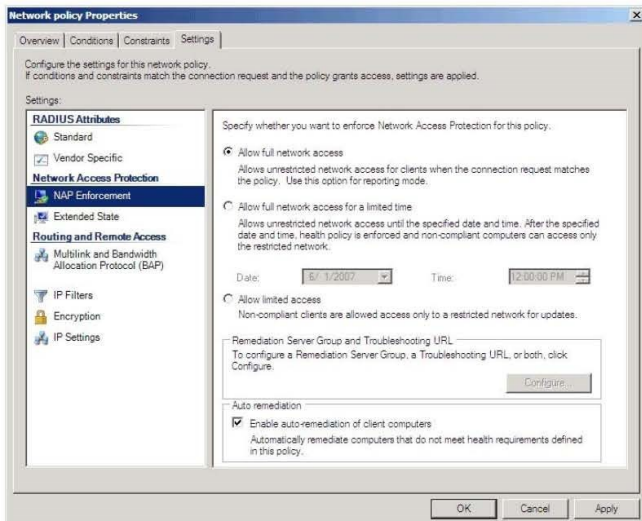 Network policy Properties
Overview
Conditions
Constraints
Settings
Configure the settings for this network policy.
If conditions and constraints match the connection request and the policy grants access, settings are applied.
Settings:
RADIUS Attributes
Standard
Vendor Specific
Network Access Protection
NAP Enforcement
Extended State
Routing and Remote Access
Multilink and Bandwidth
Allocation Protocol (BAP)
IP Filters
Encryption
IP Settings
Specify whether you want to enforce Network Access Protection for this policy.
Allow full network access
Allows unrestricted network access for clients when the connection request matches
the policy. Use this option for reporting mode.
Allow full network access for a limited time
Allows unrestricted network access until the specified date and time. After the specified
date and time, health policy is enforced and non-compliant computers can access only
the restricted network.
Date: 6/ 1/2007 Time: 12:00:00 PM
Allow limited access
Non-compliant clients are allowed access only to a restricted network for updates.
Remediation Server Group and Troubleshooting URL
To configure a Remediation Server Group, a Troubleshooting URL, or both, click
Configure.
Configure...
Auto remediation
Enable auto-remediation of client computers
Automatically remediate computers that do not meet health requirements defined
in this policy.
OK
Cancel
Apply